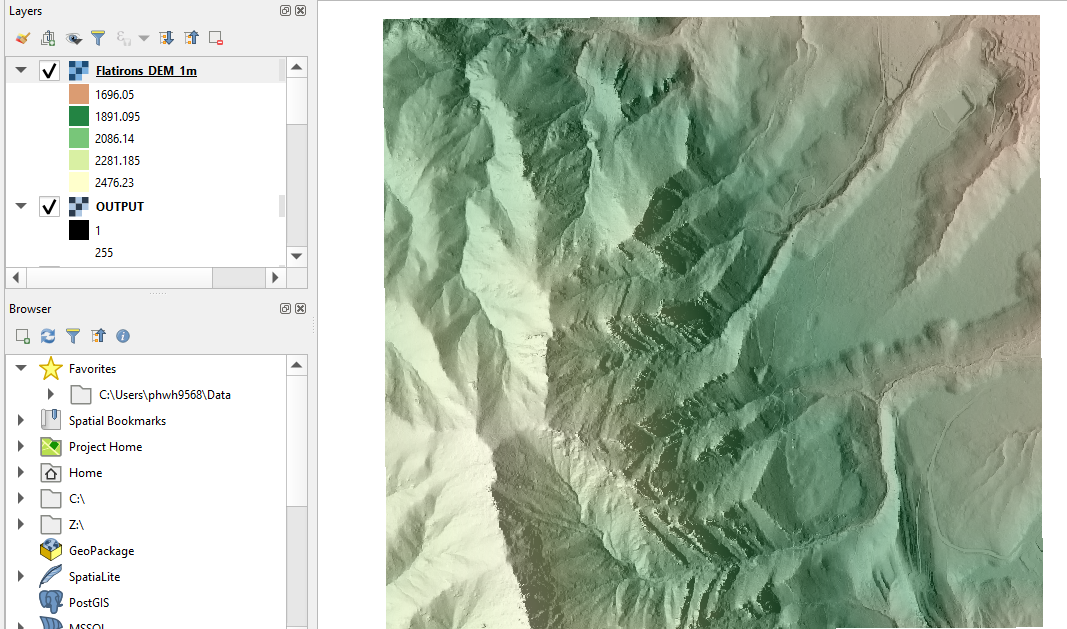 Layers
Flatirons_DEM_1m
1696.05
1891.095
2086.14
2281.185
2476.23
OUTPUT
1
255
Browser
Favorites
C:\Users\phwh9568\Data
Spatial Bookmarks
Project Home
Home
C:\
Z:\
GeoPackage
SpatiaLite
PostGIS
MSSQL